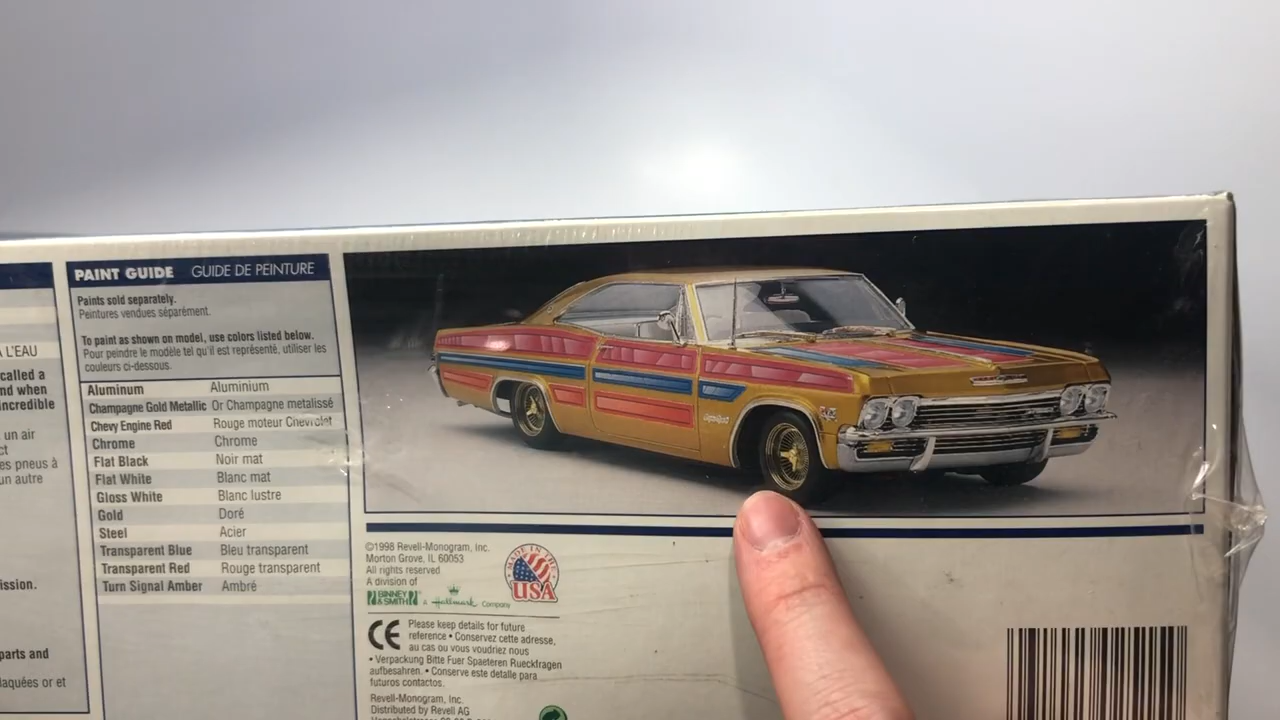 À L'EAU
called a
nd when
incredible
un air
ct
es pneus à
un autre
ission.
parts and
laquées or et
PAINT GUIDE GUIDE DE PEINTURE
Paints sold separately.
Peintures vendues séparément.
To paint as shown on model, use colors listed below.
Pour peindre le modèle tel qu'il est représenté, utiliser les
couleurs ci-dessous.
Aluminum Aluminium
Champagne Gold Metallic Or Champagne metalissé
Chevy Engine Red Rouge moteur Chevrolet
Chrome Chrome
Flat Black Noir mat
Flat White Blanc mat
Gloss White Blanc lustre
Gold Doré
Steel Acier
Transparent Blue Bleu transparent
Transparent Red Rouge transparent
Turn Signal Amber Ambré
©1998 Revell-Monogram, Inc.
Morton Grove, IL 60053
All rights reserved
A division of
BINNEY & SMITH a Hallmark Company
MADE IN THE
USA
CE
Please keep details for future
reference • Conservez cette adresse,
au cas ou vous voudriez nous
• Verpackung Bitte Fuer Spaeteren Rueckfragen
aufbesahren. • Conserve este detalle para
futuros contactos.
Revell-Monogram, Inc.
Distributed by Revell AG